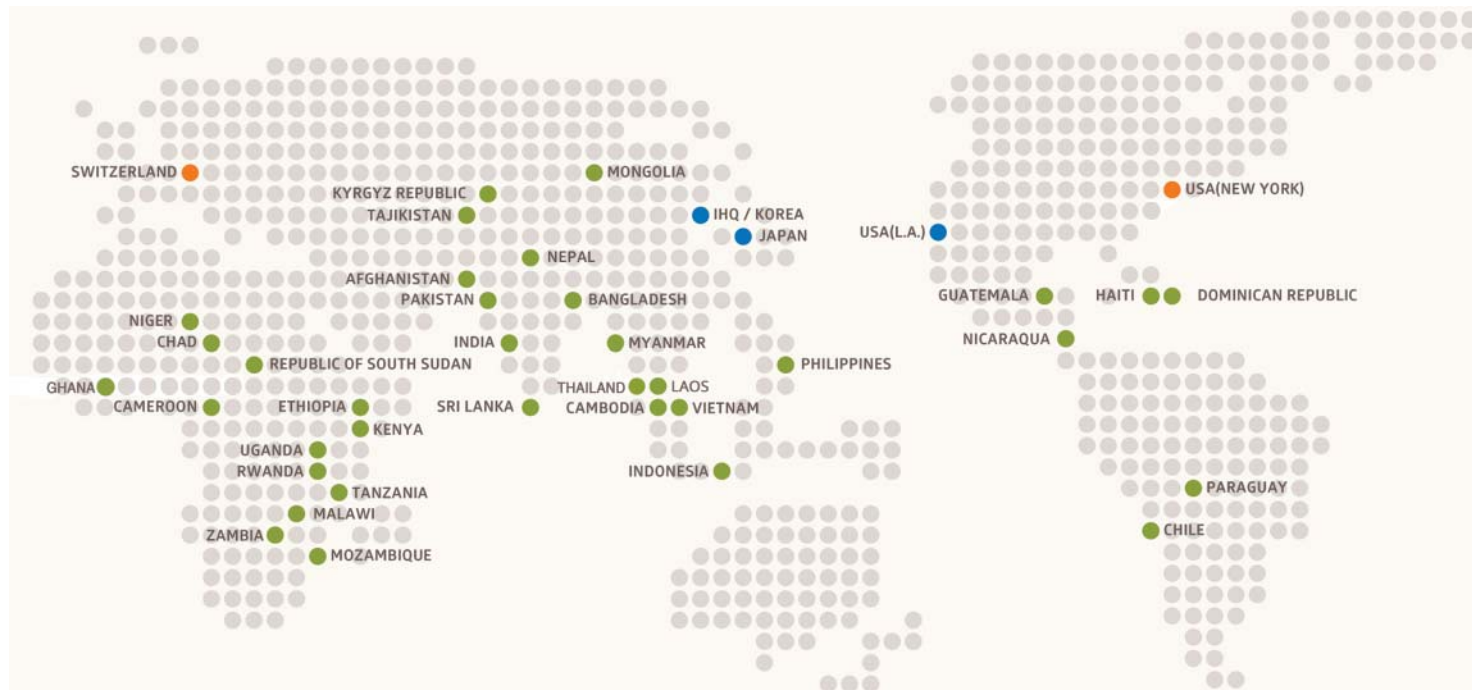 SWITZERLAND
MONGOLIA
USA(NEW YORK)
KYRGYZ REPUBLIC
TAJIKISTAN
IHQ / KOREA
USA(L.A.)
JAPAN
NEPAL
AFGHANISTAN
PAKISTAN
BANGLADESH
GUATEMALA
HAITI
DOMINICAN REPUBLIC
NIGER
CHAD
INDIA
MYANMAR
NICARAQUA
REPUBLIC OF SOUTH SUDAN
PHILIPPINES
GHANA
THAILAND
LAOS
CAMEROON
ETHIOPIA
SRI LANKA
CAMBODIA
VIETNAM
KENYA
UGANDA
RWANDA
INDONESIA
TANZANIA
PARAGUAY
MALAWI
ZAMBIA
CHILE
MOZAMBIQUE